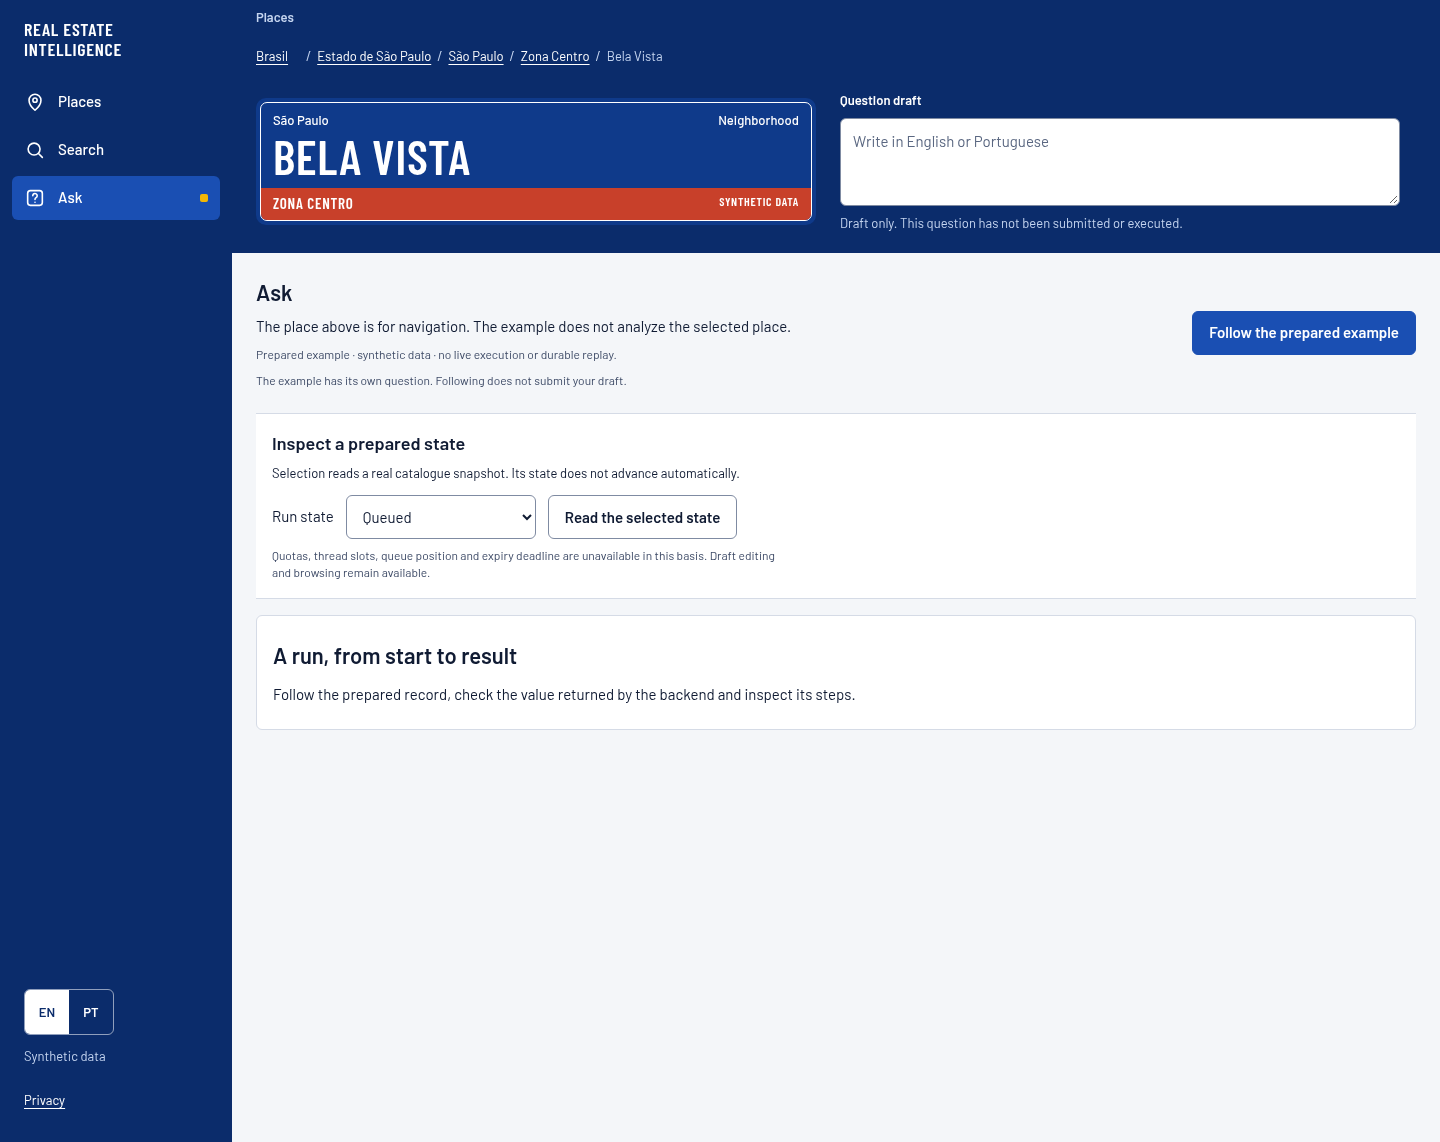 REAL ESTATE
INTELLIGENCE
Places
Search
Ask
EN PT
Synthetic data
Privacy
Places
Brasil / Estado de São Paulo / São Paulo / Zona Centro / Bela Vista
São Paulo Neighborhood
BELA VISTA
ZONA CENTRO SYNTHETIC DATA
Question draft
Write in English or Portuguese
Draft only. This question has not been submitted or executed.
Ask
The place above is for navigation. The example does not analyze the selected place.
Prepared example · synthetic data · no live execution or durable replay.
The example has its own question. Following does not submit your draft.
Follow the prepared example
Inspect a prepared state
Selection reads a real catalogue snapshot. Its state does not advance automatically.
Run state Queued Read the selected state
Quotas, thread slots, queue position and expiry deadline are unavailable in this basis. Draft editing
and browsing remain available.
A run, from start to result
Follow the prepared record, check the value returned by the backend and inspect its steps.